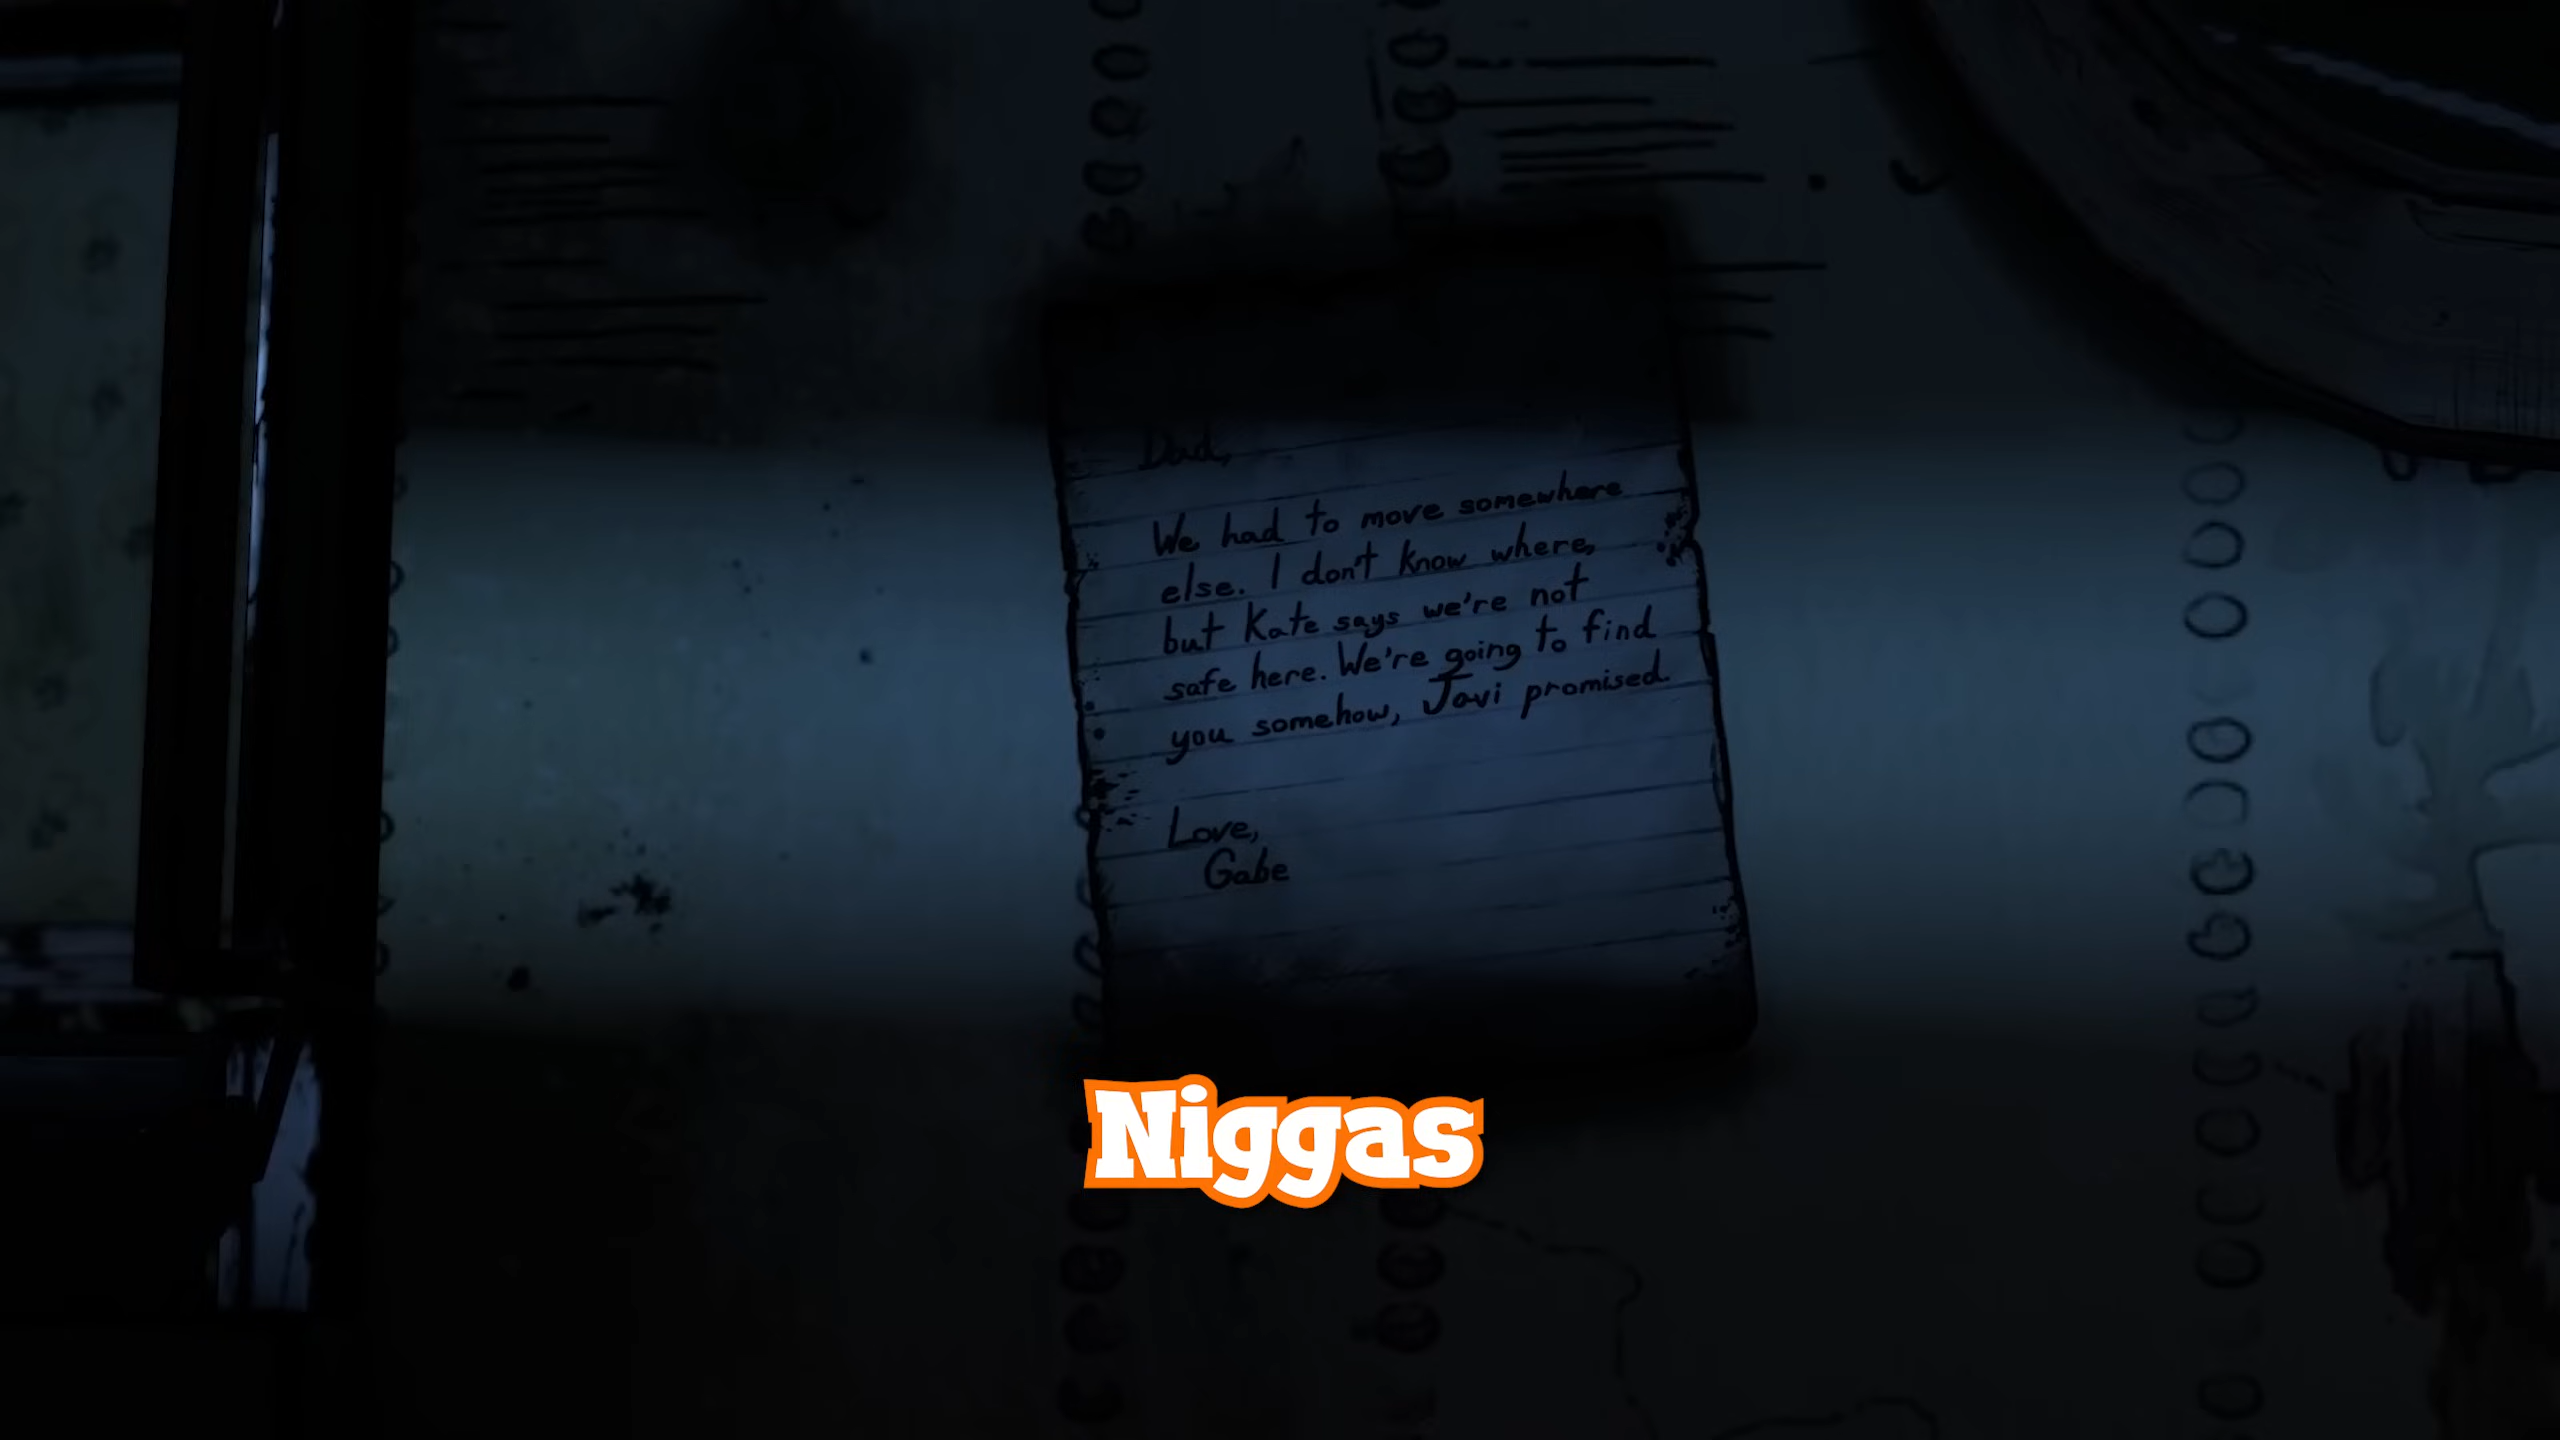 Dad,
We had to move somewhere
else. I don't know where,
but Kate says we're not
safe here. We're going to find
you somehow, Javi promised.
Love,
Gabe
Niggas